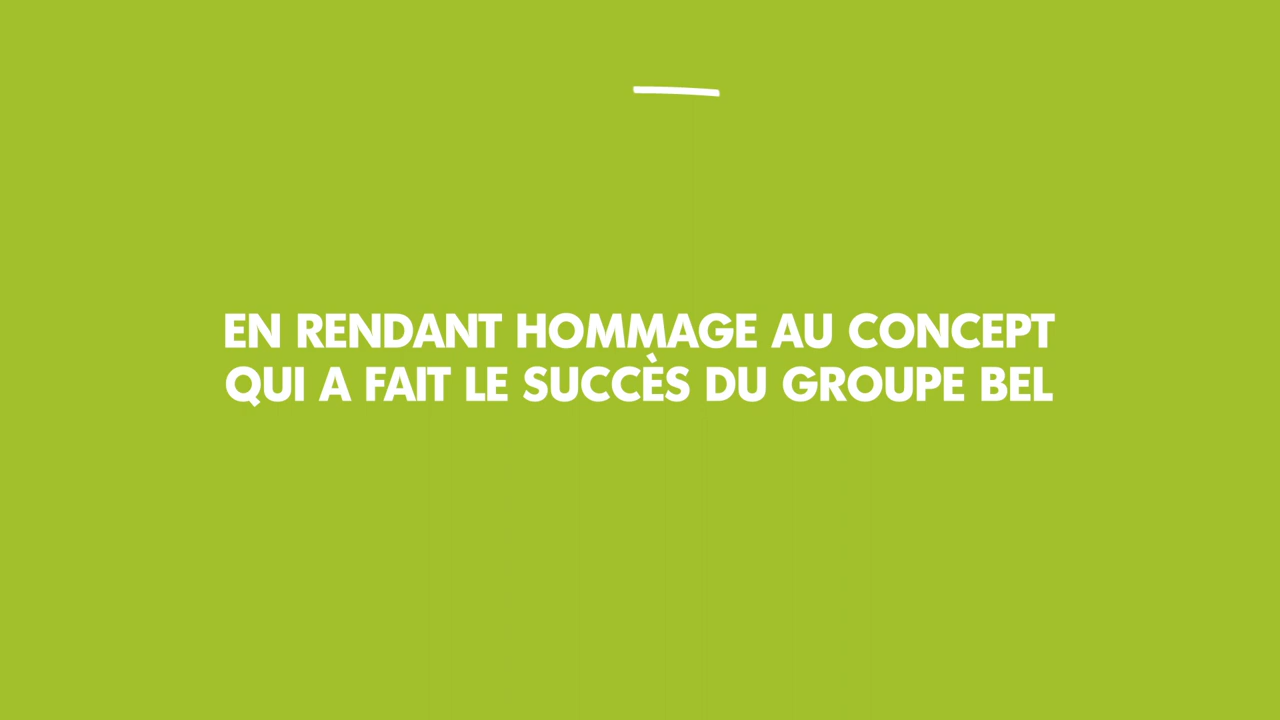 EN RENDANT HOMMAGE AU CONCEPT
QUI A FAIT LE SUCCÈS DU GROUPE BEL